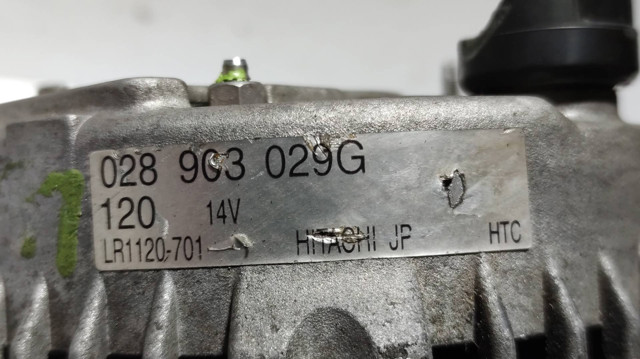 028 903 029G
120 14V
LR1120-701 HITACHI JP HTC